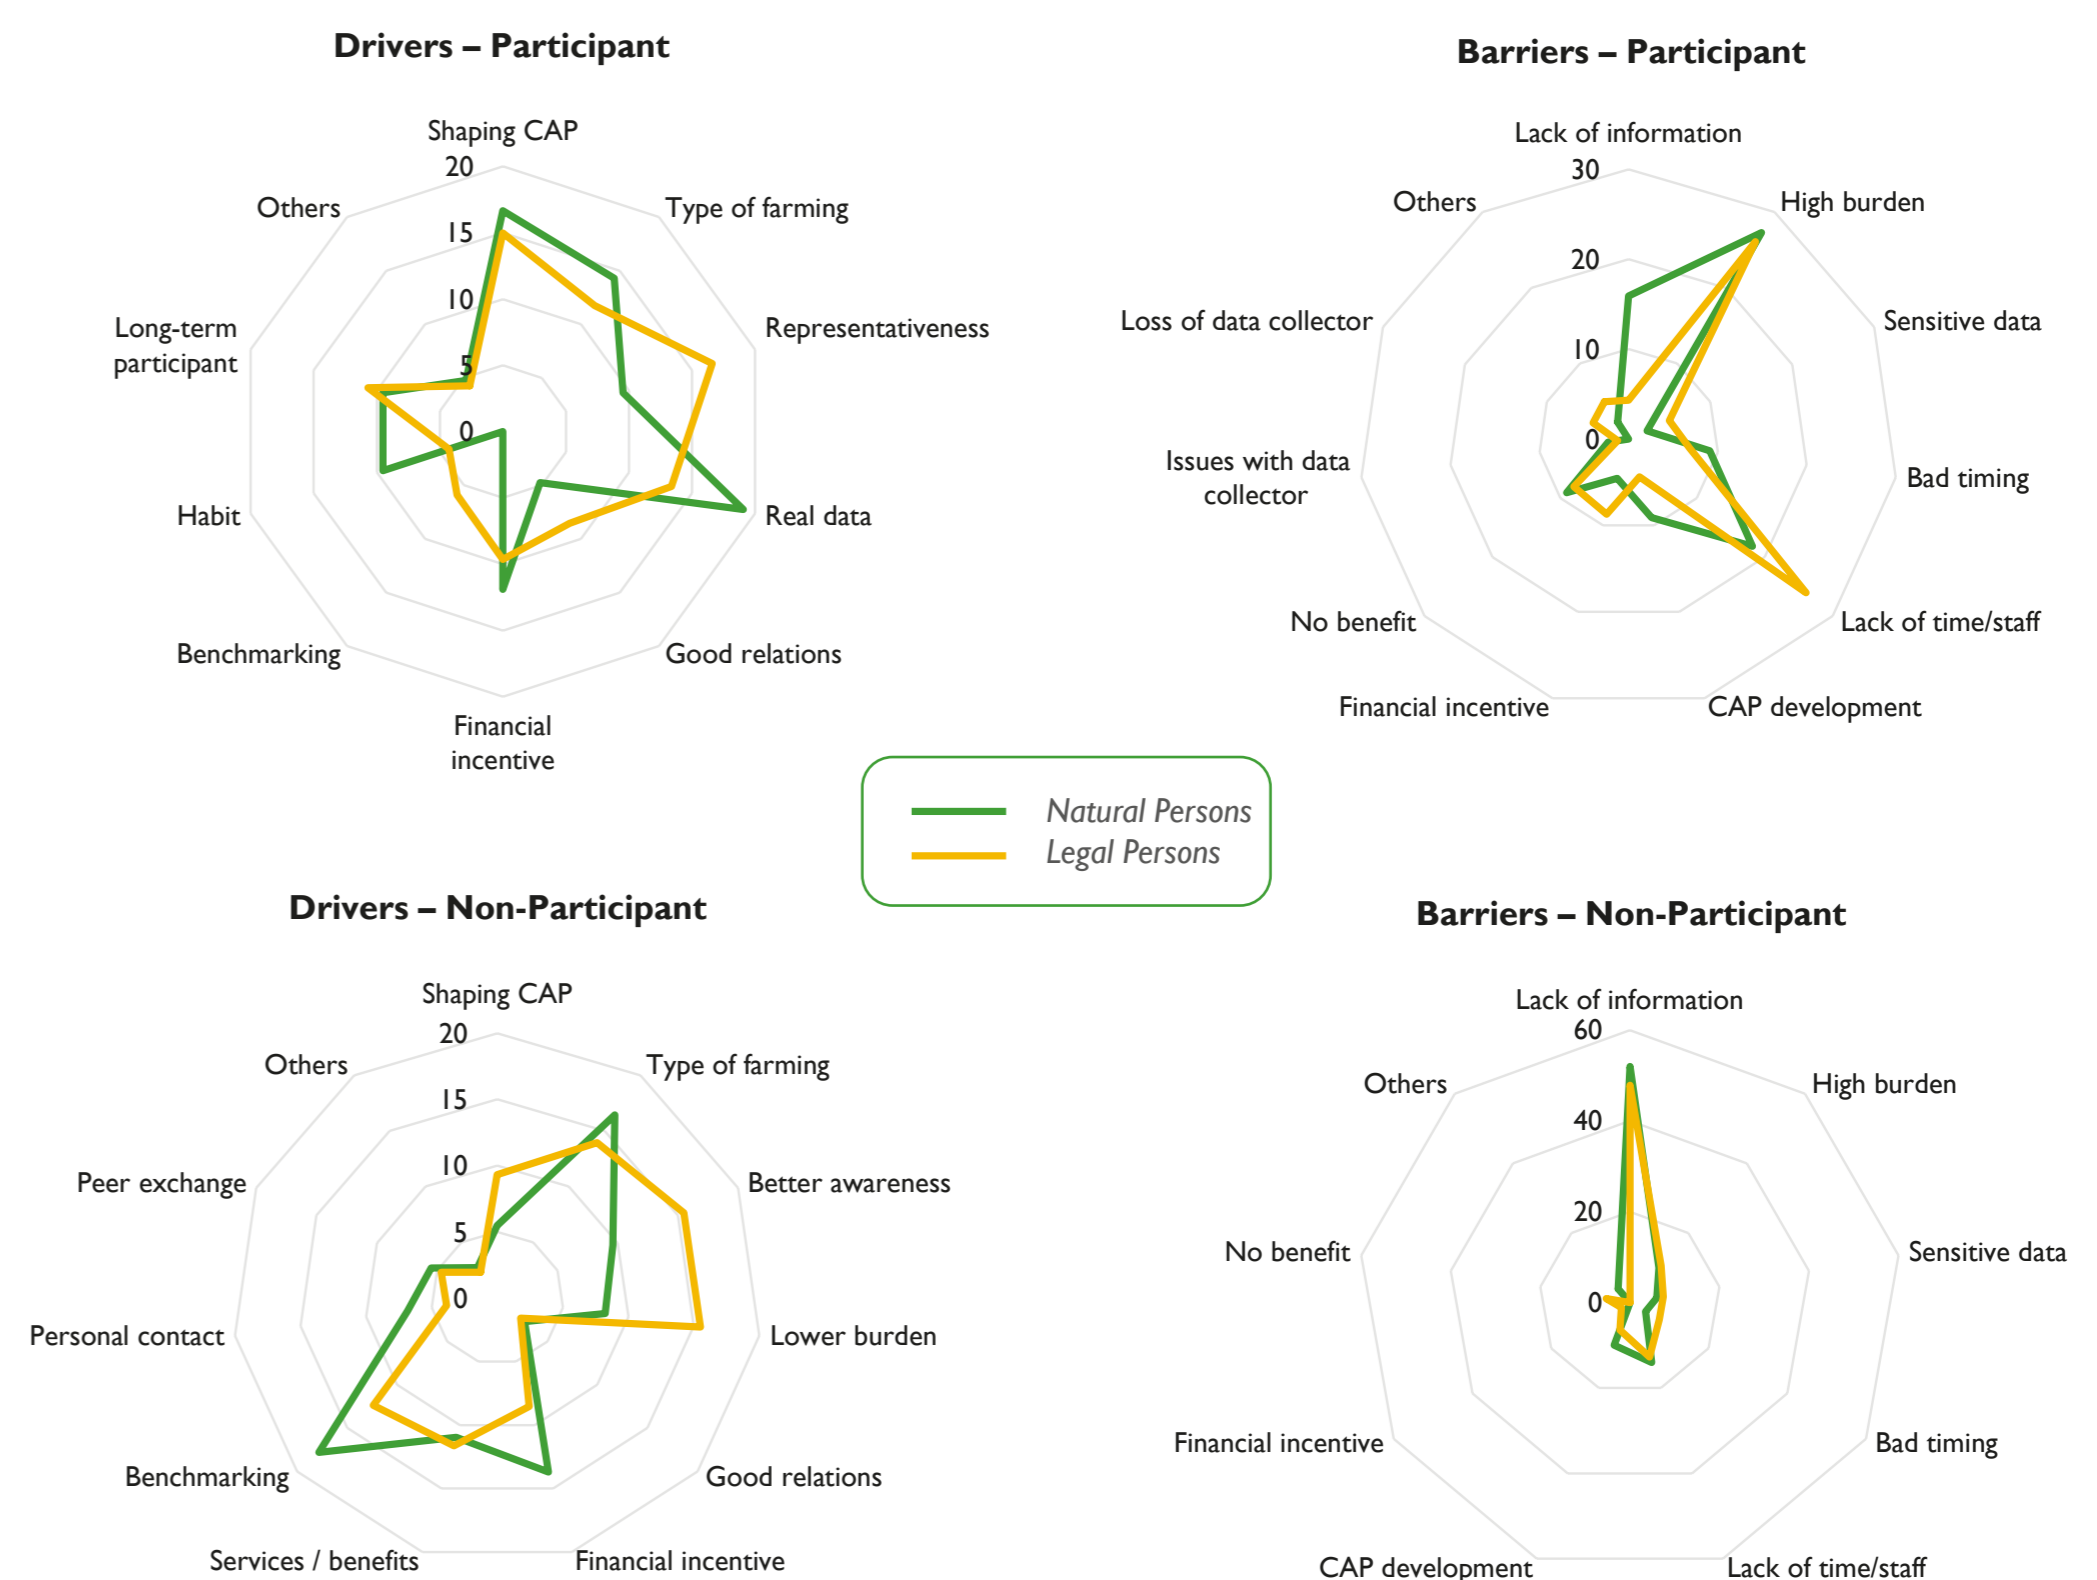 Drivers – Participant
Shaping CAP
20
15
10
5
0
Type of farming
Representativeness
Real data
Good relations
Financial
incentive
Benchmarking
Habit
Long-term
participant
Others
Barriers – Participant
Lack of information
30
20
10
0
High burden
Sensitive data
Bad timing
Lack of time/staff
CAP development
Financial incentive
No benefit
Issues with data
collector
Loss of data collector
Others
Natural Persons
Legal Persons
Drivers – Non-Participant
Shaping CAP
20
15
10
5
0
Type of farming
Better awareness
Lower burden
Good relations
Financial incentive
Services / benefits
Benchmarking
Personal contact
Peer exchange
Others
Barriers – Non-Participant
Lack of information
60
40
20
0
High burden
Sensitive data
Bad timing
Lack of time/staff
CAP development
Financial incentive
No benefit
Others